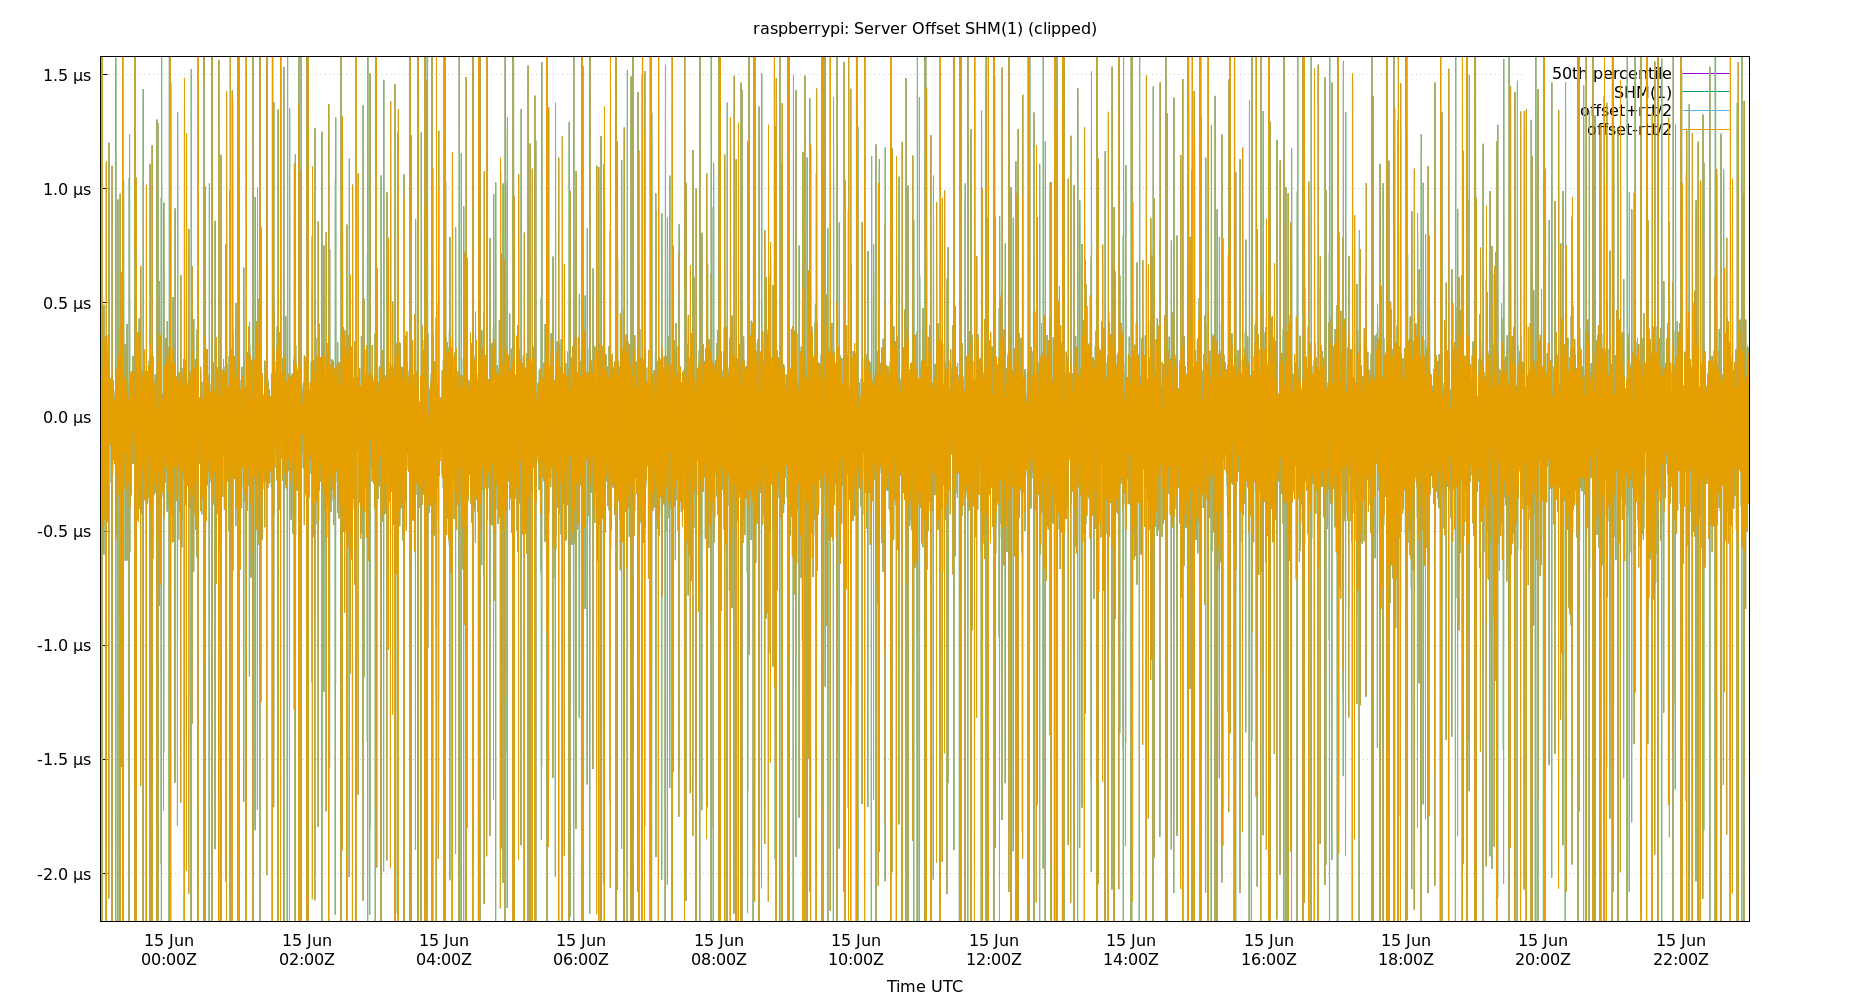 raspberrypi: Server Offset SHM(1) (clipped)
50th percentile
SHM(1)
offset+rtt/2
offset-rtt/2
1.5 µs
1.0 µs
0.5 µs
0.0 µs
-0.5 µs
-1.0 µs
-1.5 µs
-2.0 µs
15 Jun 15 Jun 15 Jun 15 Jun 15 Jun 15 Jun 15 Jun 15 Jun 15 Jun 15 Jun 15 Jun 15 Jun
00:00Z 02:00Z 04:00Z 06:00Z 08:00Z 10:00Z 12:00Z 14:00Z 16:00Z 18:00Z 20:00Z 22:00Z
Time UTC